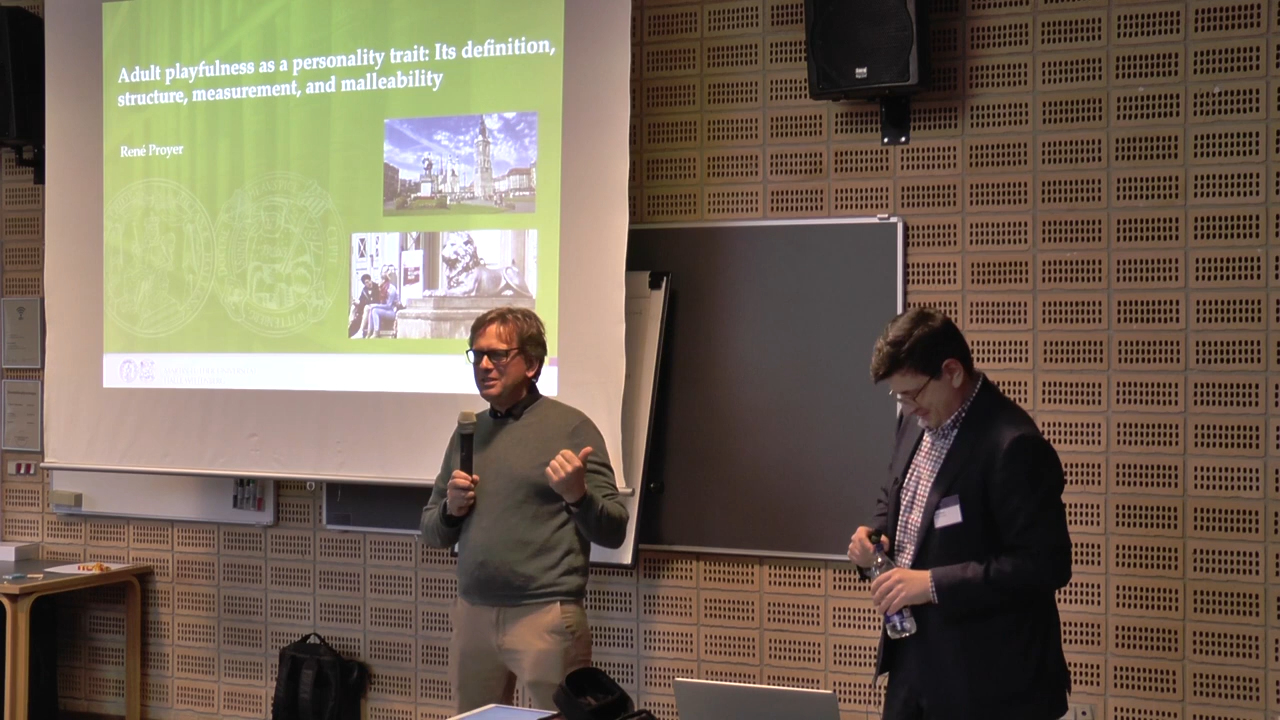 Adult playfulness as a personality trait: Its definition,
structure, measurement, and malleability
René Proyer